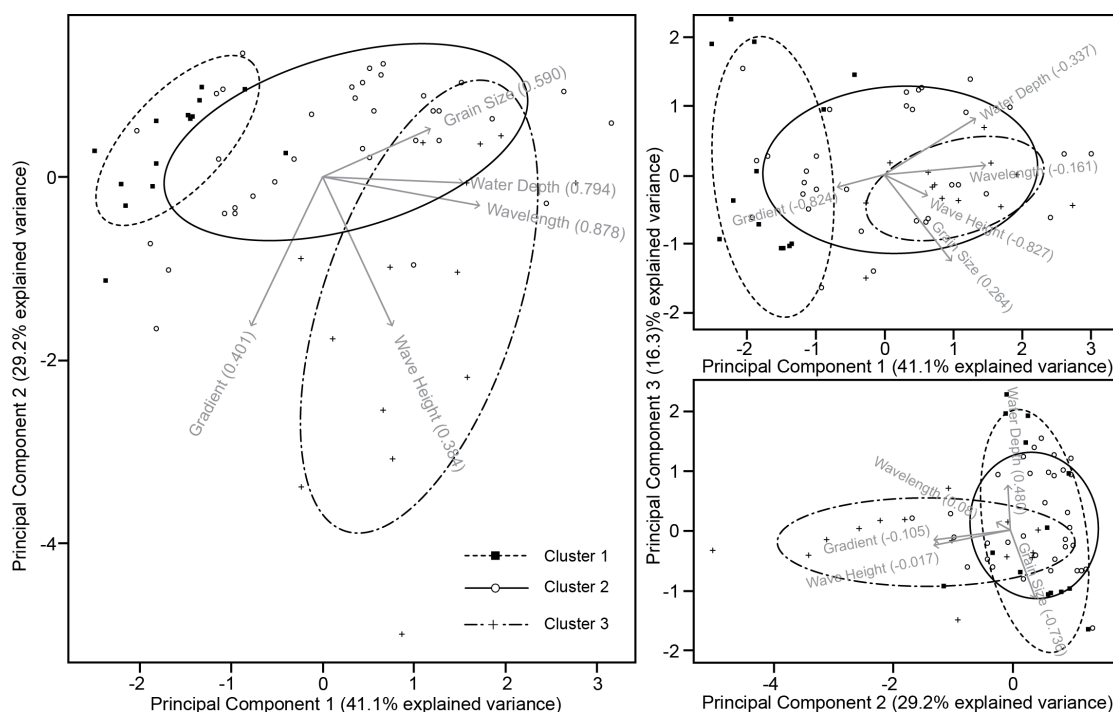 Principal Component 2 (29.2% explained variance)
0
-2
-4
-2
-1
0
1
2
3
Principal Component 1 (41.1% explained variance)
Grain Size (0.590)
Water Depth (0.794)
Wavelength (0.878)
Gradient (0.401)
Wave Height (0.384)
Cluster 1
Cluster 2
Cluster 3
Principal Component 3 (16.3)% explained variance)
2
1
0
-1
-2
-2
-1
0
1
2
3
Principal Component 1 (41.1% explained variance)
Water Depth (-0.337)
Wavelength (-0.161)
Gradient (-0.824)
Wave Height (-0.827)
Grain Size (0.264)
2
1
0
-1
-2
-4
-2
0
Principal Component 2 (29.2% explained variance)
Water Depth (0.480)
Wavelength (0.08)
Gradient (-0.105)
Wave Height (-0.017)
Grain Size (-0.736)